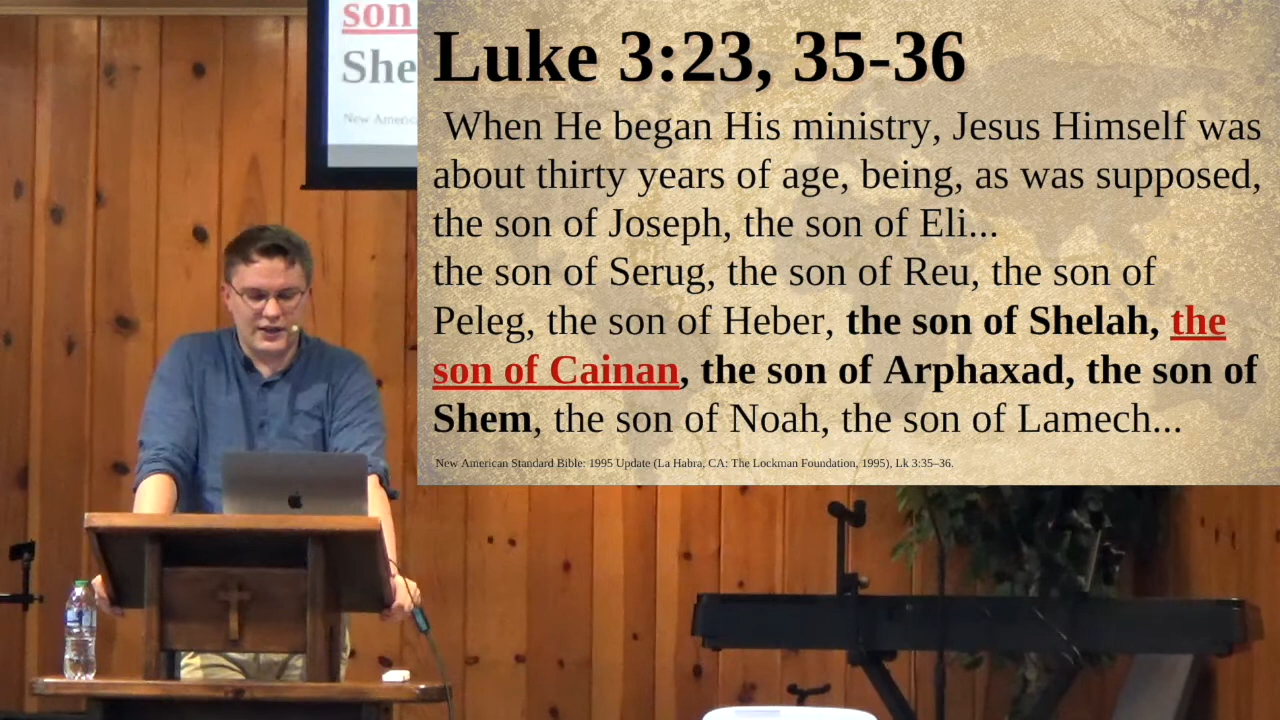 son
She
New Americ
Luke 3:23, 35-36
When He began His ministry, Jesus Himself was
about thirty years of age, being, as was supposed,
the son of Joseph, the son of Eli...
the son of Serug, the son of Reu, the son of
Peleg, the son of Heber, the son of Shelah, the
son of Cainan, the son of Arphaxad, the son of
Shem, the son of Noah, the son of Lamech...
New American Standard Bible: 1995 Update (La Habra, CA: The Lockman Foundation, 1995), Lk 3:35–36.